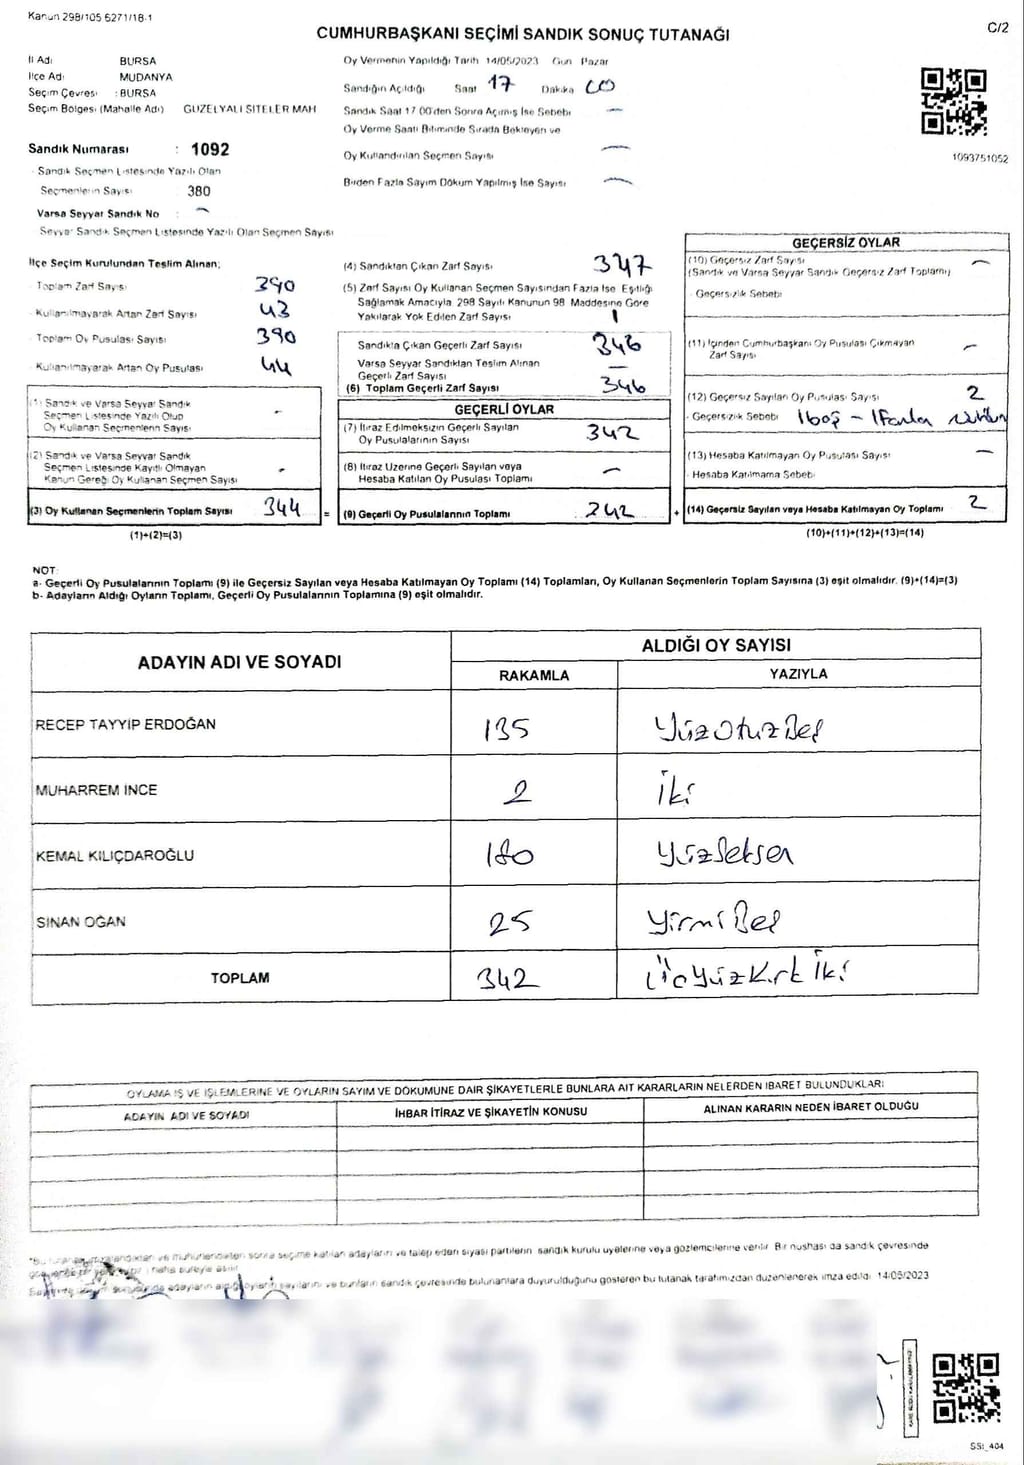 Kanun 298/105 6271/18-1
C/2
CUMHURBAŞKANI SEÇİMİ SANDIK SONUÇ TUTANAĞI
İl Adı BURSA
İlçe Adı MUDANYA
Seçim Çevresi : BURSA
Seçim Bölgesi (Mahalle Adı) GÜZELYALI SİTELER MAH
Sandık Numarası : 1092
Sandık Seçmen Listesinde Yazılı Olan
Seçmenlerin Sayısı 380
Varsa Seyyar Sandık No : -
Seyyar Sandık Seçmen Listesinde Yazılı Olan Seçmen Sayısı
Oy Vermenin Yapıldığı Tarih 14/05/2023 Gün Pazar
Sandığın Açıldığı Saat 17 Dakika 00
Sandık Saat 17 00'den Sonra Açılmış İse Sebebi -
Oy Verme Saati Bitiminde Sırada Bekleyen ve
Oy Kullandırılan Seçmen Sayısı -
Birden Fazla Sayım Döküm Yapılmış İse Sayısı -
1093751052
İlçe Seçim Kurulundan Teslim Alınan;
- Toplam Zarf Sayısı 390
- Kullanılmayarak Artan Zarf Sayısı 43
- Toplam Oy Pusulası Sayısı 390
- Kullanılmayarak Artan Oy Pusulası 44
(1) Sandık ve Varsa Seyyar Sandık
Seçmen Listesinde Yazılı Olup
Oy Kullanan Seçmenlerin Sayısı -
(2) Sandık ve Varsa Seyyar Sandık
Seçmen Listesinde Kayıtlı Olmayan
Kanun Gereği Oy Kullanan Seçmen Sayısı -
(3) Oy Kullanan Seçmenlerin Toplam Sayısı 344 =
(1)+(2)=(3)
(4) Sandıktan Çıkan Zarf Sayısı 347
(5) Zarf Sayısı Oy Kullanan Seçmen Sayısından Fazla İse Eşitliği
Sağlamak Amacıyla 298 Sayılı Kanunun 98 Maddesine Göre
Yakılarak Yok Edilen Zarf Sayısı 1
Sandıkta Çıkan Geçerli Zarf Sayısı 346
Varsa Seyyar Sandıktan Teslim Alınan
Geçerli Zarf Sayısı -
(6) Toplam Geçerli Zarf Sayısı 346
GEÇERLİ OYLAR
(7) İtiraz Edilmeksizin Geçerli Sayılan
Oy Pusulalarının Sayısı 342
(8) İtiraz Üzerine Geçerli Sayılan veya
Hesaba Katılan Oy Pusulası Toplamı -
(9) Geçerli Oy Pusulalarının Toplamı 242 +
GEÇERSİZ OYLAR
(10) Geçersiz Zarf Sayısı -
(Sandık ve Varsa Seyyar Sandık Geçersiz Zarf Toplamı)
- Geçersizlik Sebebi
(11) İçinden Cumhurbaşkanı Oy Pusulası Çıkmayan
Zarf Sayısı -
(12) Geçersiz Sayılan Oy Pusulası Sayısı 2
- Geçersizlik Sebebi 1 boş - 1 Fazla
(13) Hesaba Katılmayan Oy Pusulası Sayısı -
- Hesaba Katılmama Sebebi
(14) Geçersiz Sayılan veya Hesaba Katılmayan Oy Toplamı 2
(10)+(11)+(12)+(13)=(14)
NOT:
a- Geçerli Oy Pusulalarının Toplamı (9) ile Geçersiz Sayılan veya Hesaba Katılmayan Oy Toplamı (14) Toplamları, Oy Kullanan Seçmenlerin Toplam Sayısına (3) eşit olmalıdır. (9)+(14)=(3)
b- Adayların Aldığı Oyların Toplamı, Geçerli Oy Pusulalarının Toplamına (9) eşit olmalıdır.
ADAYIN ADI VE SOYADI
ALDIĞI OY SAYISI
RAKAMLA YAZIYLA
RECEP TAYYİP ERDOĞAN 135 YüzOtuzBeş
MUHARREM İNCE 2 İki
KEMAL KILIÇDAROĞLU 180 YüzSeksen
SİNAN OĞAN 25 YirmiBeş
TOPLAM 342 ÜçYüzKırk İki
OYLAMA İŞ VE İŞLEMLERİNE VE OYLARIN SAYIM VE DÖKÜMÜNE DAİR ŞİKAYETLERLE BUNLARA AİT KARARLARIN NELERDEN İBARET BULUNDUKLARI
ADAYIN ADI VE SOYADI İHBAR İTİRAZ VE ŞİKAYETİN KONUSU ALINAN KARARIN NEDEN İBARET OLDUĞU
ve mühürlendikten sonra seçime katılan adayların ve talep eden siyasi partilerin sandık kurulu üyelerine veya gözlemcilerine verilir. Bir nüshası da sandık çevresinde
adayların aldığı oyların sayılarını ve bunların sandık çevresinde bulunanlara duyurulduğunu gösteren bu tutanak tarafımızdan düzenlenerek imza edildi 14/05/2023
SSt_404